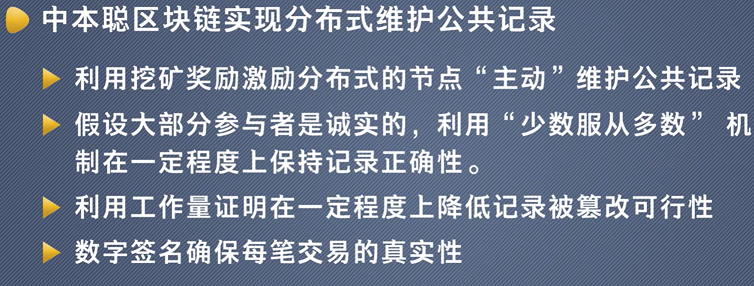 中本聪区块链实现分布式维护公共记录
利用挖矿奖励激励分布式的节点“主动”维护公共记录
假设大部分参与者是诚实的，利用“少数服从多数” 机
制在一定程度上保持记录正确性。
利用工作量证明在一定程度上降低记录被篡改可行性
数字签名确保每笔交易的真实性